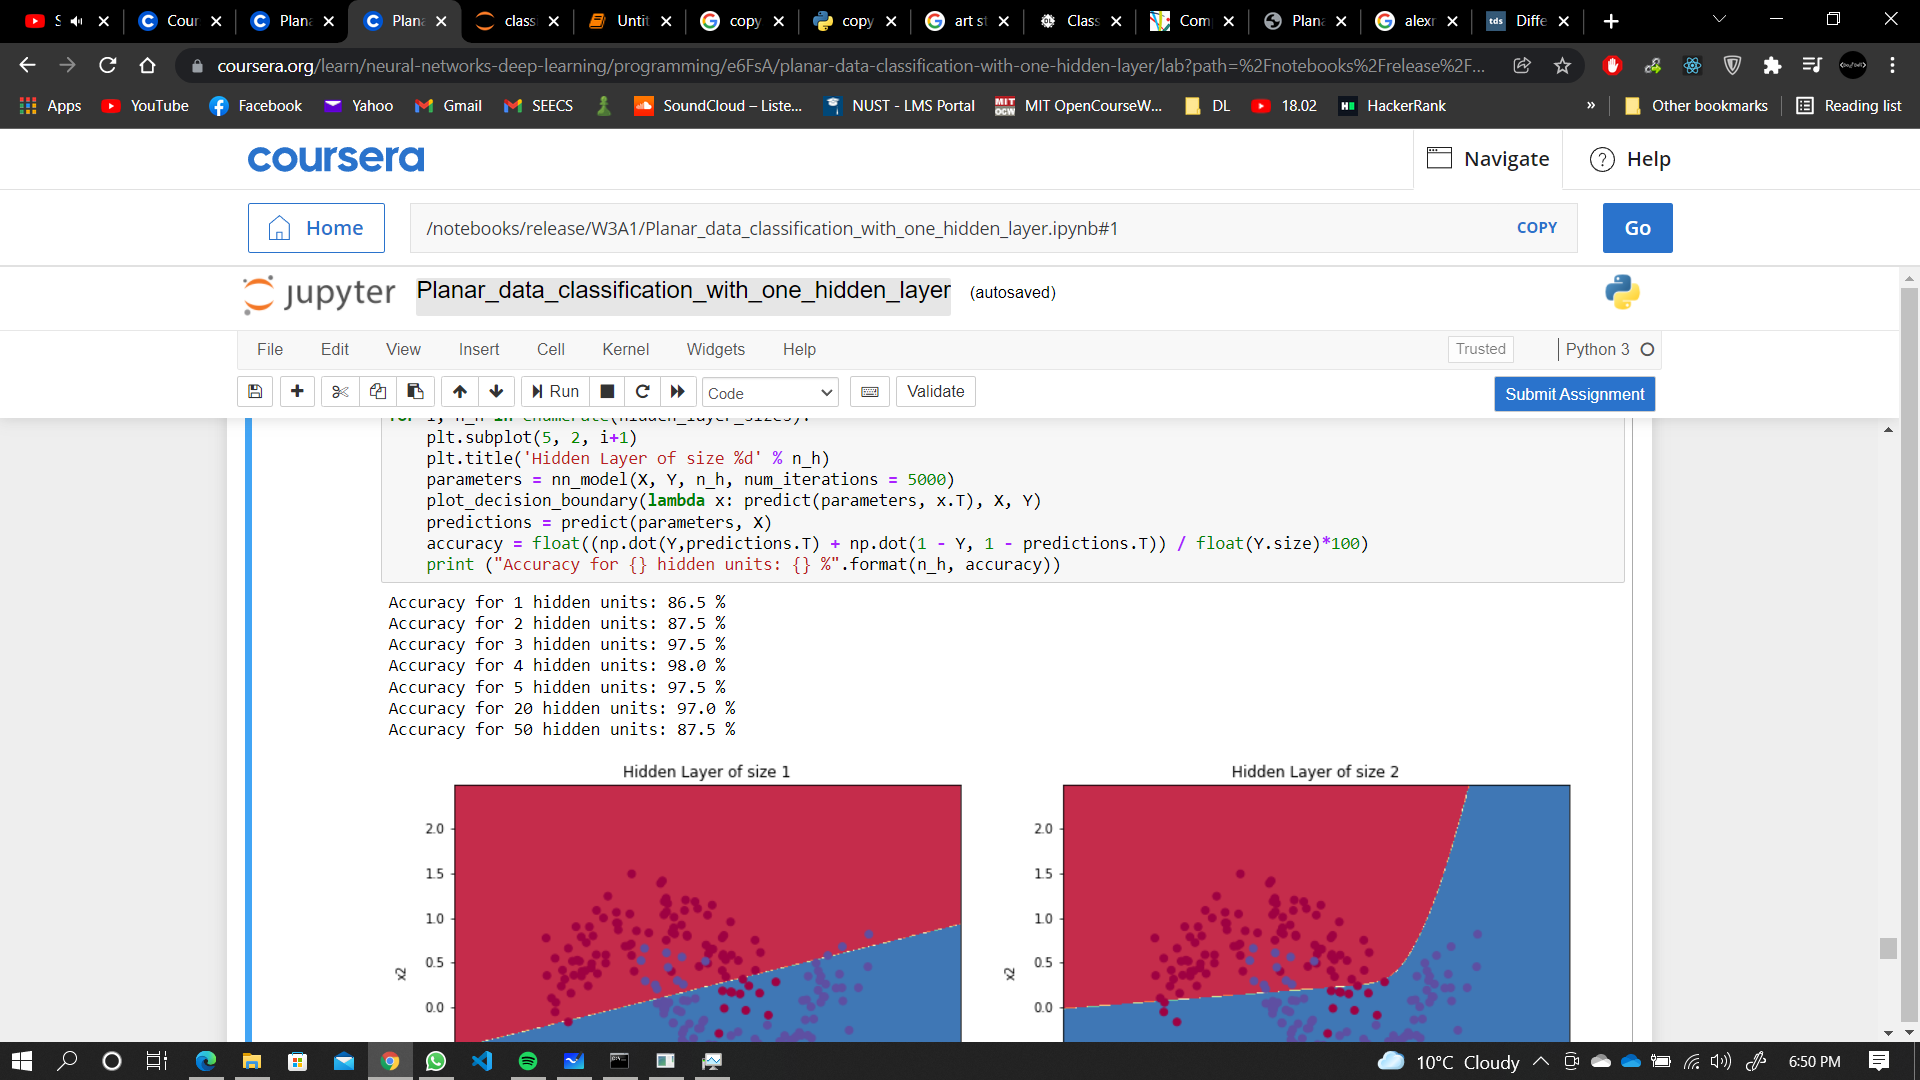 S
Cour
Plana
Plana
class
Untit
copy
copy
art st
Class
Com
Plana
alexr
tds Diffe
coursera.org/learn/neural-networks-deep-learning/programming/e6FsA/planar-data-classification-with-one-hidden-layer/lab?path=%2Fnotebooks%2Frelease%2F...
Apps YouTube Facebook Yahoo Gmail SEECS SoundCloud – Liste... NUST - LMS Portal MIT OpenCourseW... DL 18.02 HackerRank » Other bookmarks Reading list
coursera Navigate Help
Home /notebooks/release/W3A1/Planar_data_classification_with_one_hidden_layer.ipynb#1 COPY Go
jupyter Planar_data_classification_with_one_hidden_layer (autosaved)
File Edit View Insert Cell Kernel Widgets Help Trusted Python 3
Run Code Validate Submit Assignment
for i, n_h in enumerate(hidden_layer_sizes):
plt.subplot(5, 2, i+1)
plt.title('Hidden Layer of size %d' % n_h)
parameters = nn_model(X, Y, n_h, num_iterations = 5000)
plot_decision_boundary(lambda x: predict(parameters, x.T), X, Y)
predictions = predict(parameters, X)
accuracy = float((np.dot(Y,predictions.T) + np.dot(1 - Y, 1 - predictions.T)) / float(Y.size)*100)
print ("Accuracy for {} hidden units: {} %".format(n_h, accuracy))
Accuracy for 1 hidden units: 86.5 %
Accuracy for 2 hidden units: 87.5 %
Accuracy for 3 hidden units: 97.5 %
Accuracy for 4 hidden units: 98.0 %
Accuracy for 5 hidden units: 97.5 %
Accuracy for 20 hidden units: 97.0 %
Accuracy for 50 hidden units: 87.5 %
Hidden Layer of size 1
2.0
1.5
1.0
0.5
0.0
x2
Hidden Layer of size 2
2.0
1.5
1.0
0.5
0.0
x2
10°C Cloudy 6:50 PM